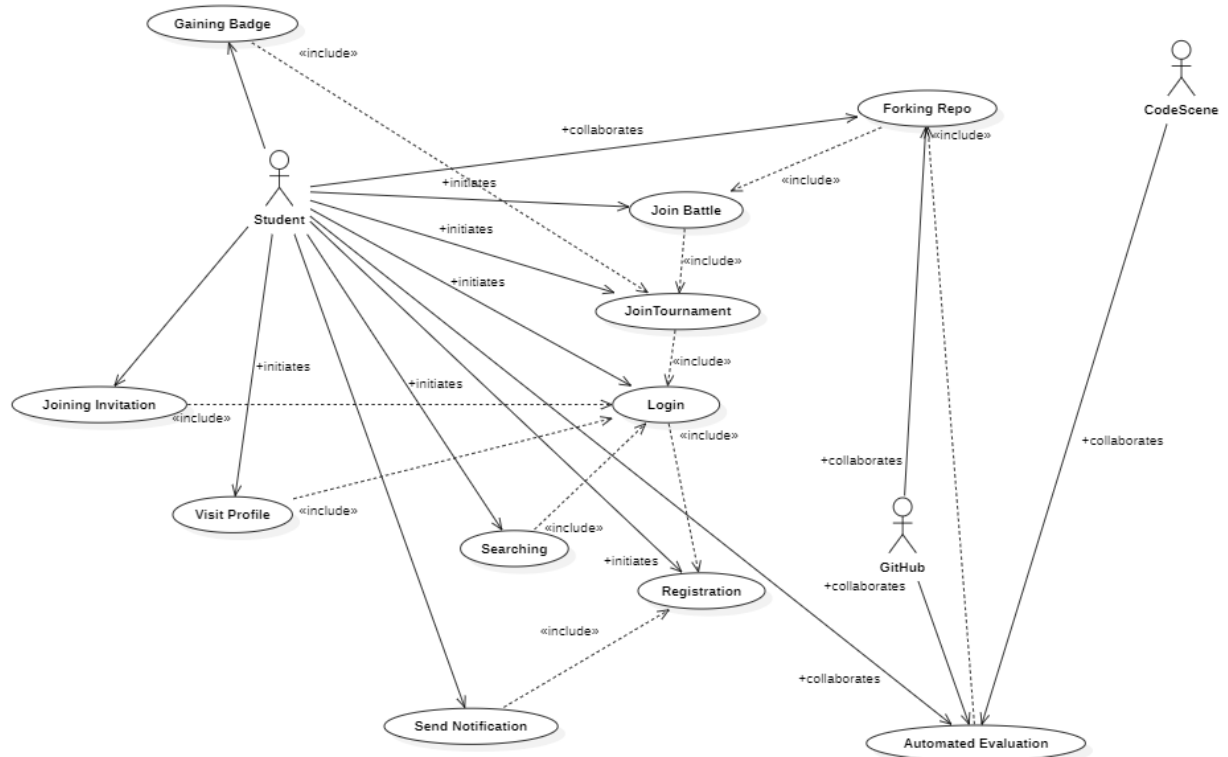 Gaining Badge
«include»
CodeScene
Forking Repo
+collaborates
«include»
Student
+initiates
«include»
Join Battle
+initiates
«include»
+initiates
JoinTournament
«include»
+initiates
+initiates
Joining Invitation
«include»
Login
«include»
+collaborates
+collaborates
Visit Profile
«include»
«include»
Searching
+initiates
GitHub
+collaborates
Registration
«include»
+collaborates
Send Notification
Automated Evaluation